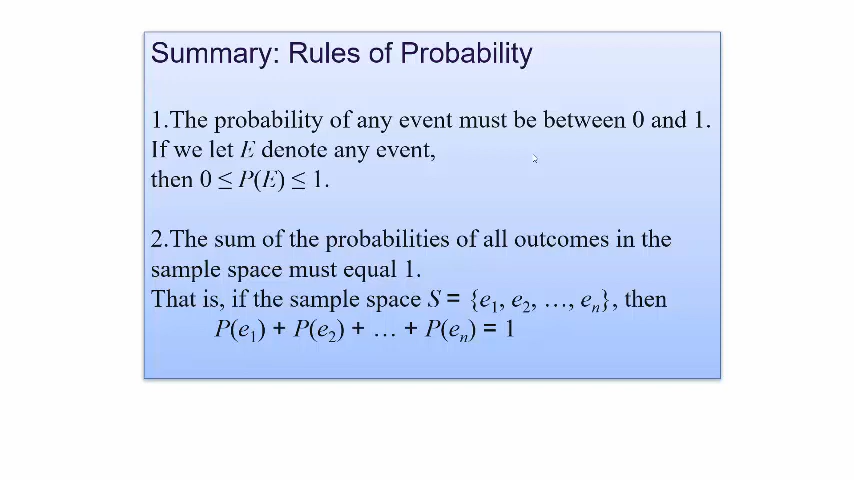 Summary: Rules of Probability
1.The probability of any event must be between 0 and 1.
If we let E denote any event,
then 0 ≤ P(E) ≤ 1.
2.The sum of the probabilities of all outcomes in the
sample space must equal 1.
That is, if the sample space S = {e₁, e₂, …, eₙ}, then
P(e₁) + P(e₂) + … + P(eₙ) = 1